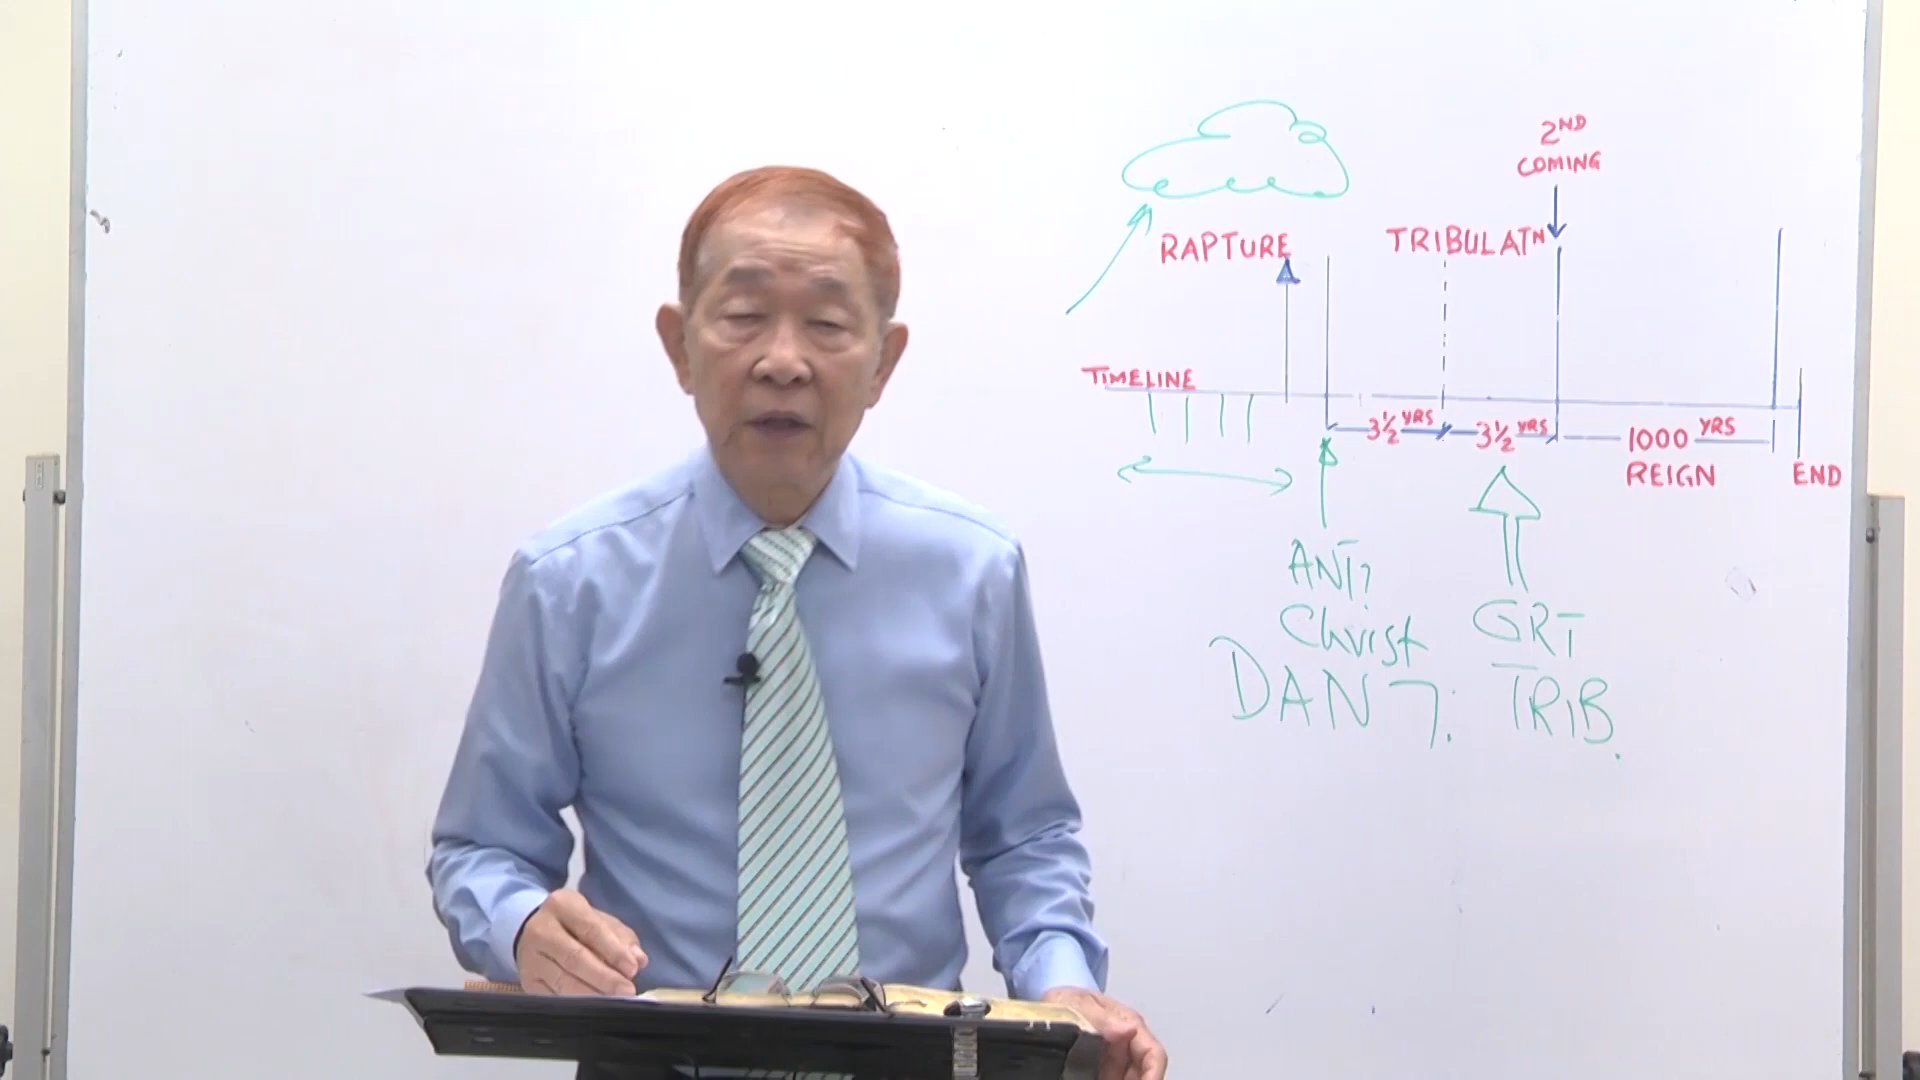 2ND
COMING
RAPTURE
TRIBULATN
TIMELINE
3½ YRS
3½ YRS
1000 YRS
REIGN
END
ANTi
Christ
GRT
DAN 7:
TRIB.